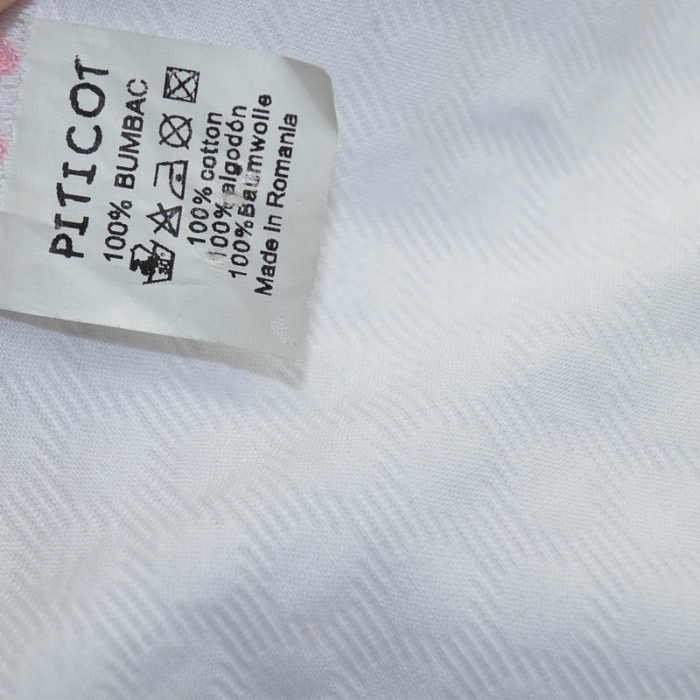 PITICOT
100% BUMBAC
100% cotton
100% algodón
100% Baumwolle
Made In Romania